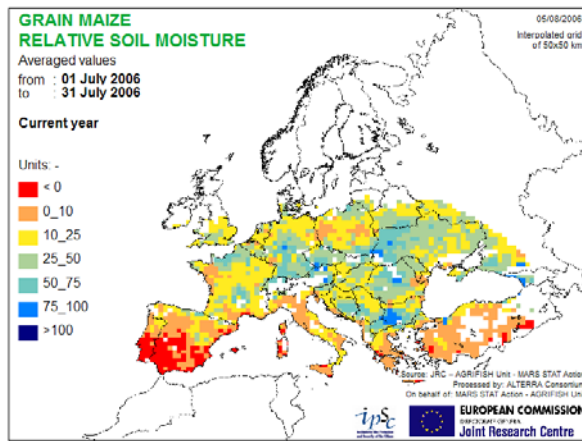 GRAIN MAIZE
RELATIVE SOIL MOISTURE
Averaged values
from : 01 July 2006
to : 31 July 2006
Current year
05/08/2006
Interpolated grid
of 50x50 km
Units: -
< 0
0_10
10_25
25_50
50_75
75_100
>100
Source: JRC - AGRIFISH Unit - MARS STAT Action
Processed by: ALTERRA Consortium
On behalf of: MARS STAT Action - AGRIFISH Unit
ipsc
EUROPEAN COMMISSION
Joint Research Centre